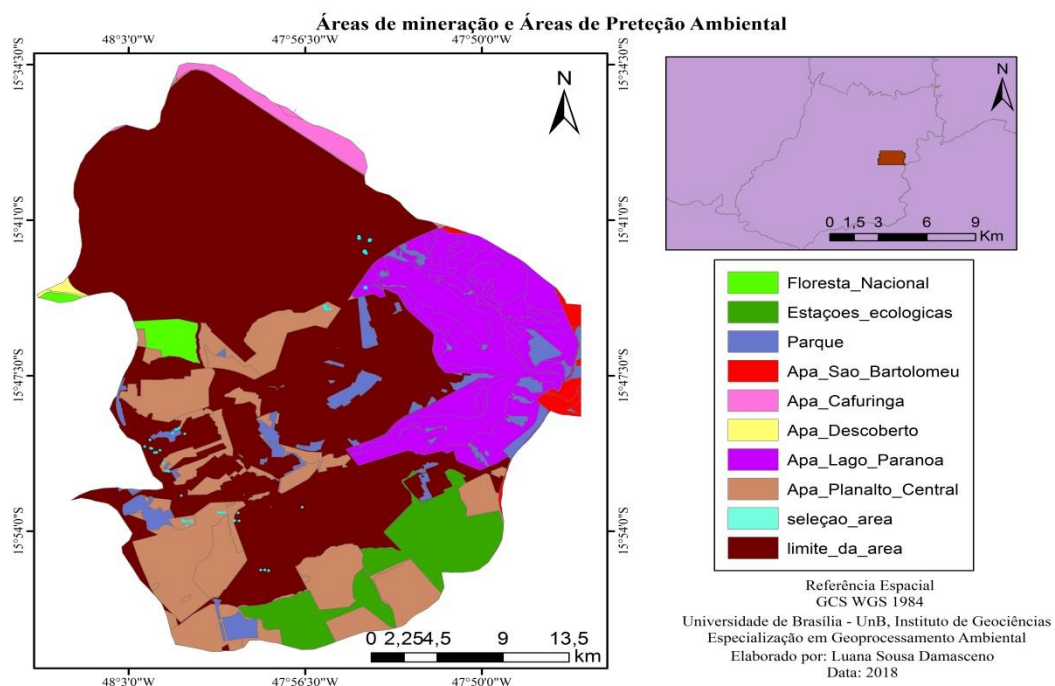 Áreas de mineração e Áreas de Preteção Ambiental
48°3'0"W 47°56'30"W 47°50'0"W
15°34'30"S
15°41'0"S
15°47'30"S
15°54'0"S
N
0 2,25 4,5 9 13,5
km
48°3'0"W 47°56'30"W 47°50'0"W
15°34'30"S
15°41'0"S
15°47'30"S
15°54'0"S
N
0 1,5 3 6 9
Km
Floresta_Nacional
Estaçoes_ecologicas
Parque
Apa_Sao_Bartolomeu
Apa_Cafuringa
Apa_Descoberto
Apa_Lago_Paranoa
Apa_Planalto_Central
seleçao_area
limite_da_area
Referência Espacial
GCS WGS 1984
Universidade de Brasília - UnB, Instituto de Geociências
Especialização em Geoprocessamento Ambiental
Elaborado por: Luana Sousa Damasceno
Data: 2018